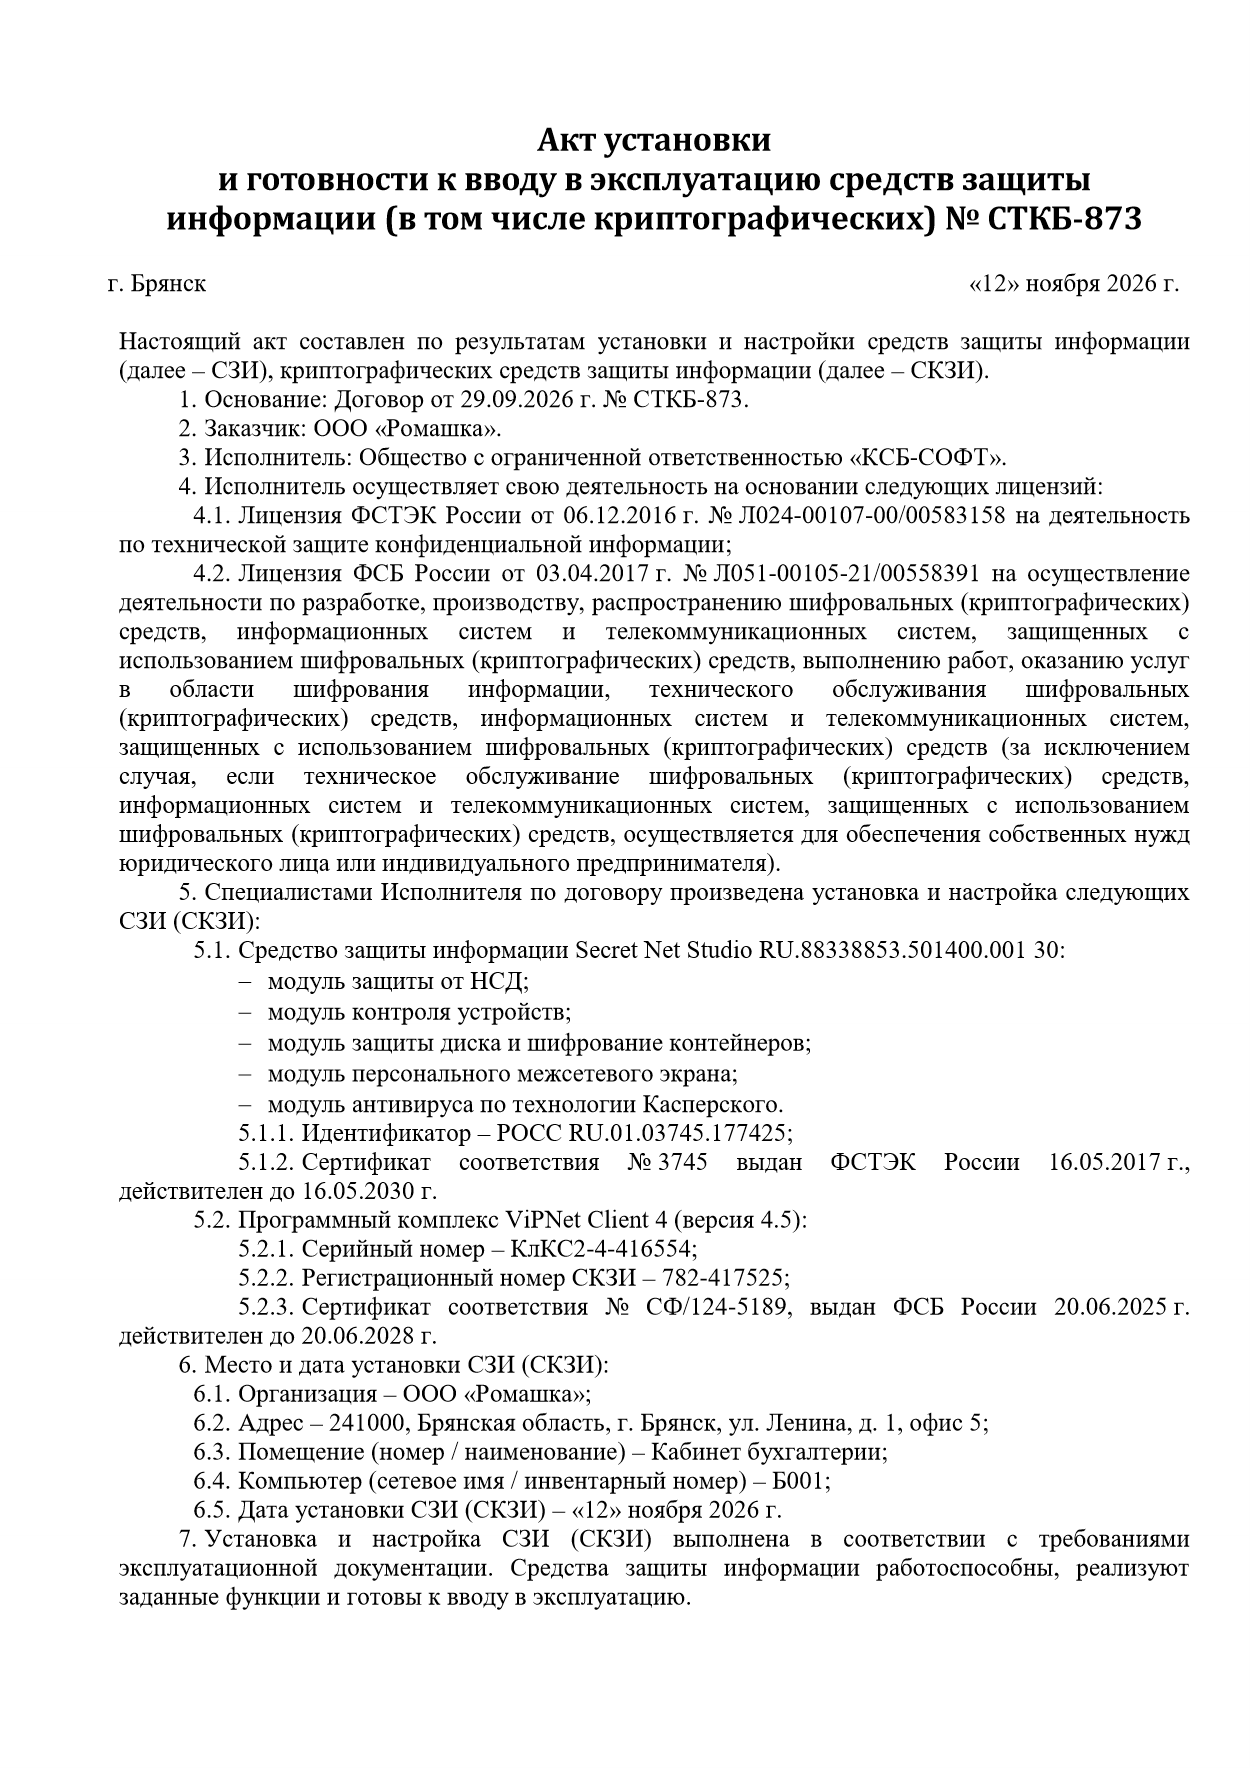 Акт установки
и готовности к вводу в эксплуатацию средств защиты
информации (в том числе криптографических) № СТКБ-873
г. Брянск «12» ноября 2026 г.
Настоящий акт составлен по результатам установки и настройки средств защиты информации
(далее – СЗИ), криптографических средств защиты информации (далее – СКЗИ).
1. Основание: Договор от 29.09.2026 г. № СТКБ-873.
2. Заказчик: ООО «Ромашка».
3. Исполнитель: Общество с ограниченной ответственностью «КСБ-СОФТ».
4. Исполнитель осуществляет свою деятельность на основании следующих лицензий:
4.1. Лицензия ФСТЭК России от 06.12.2016 г. № Л024-00107-00/00583158 на деятельность
по технической защите конфиденциальной информации;
4.2. Лицензия ФСБ России от 03.04.2017 г. № Л051-00105-21/00558391 на осуществление
деятельности по разработке, производству, распространению шифровальных (криптографических)
средств, информационных систем и телекоммуникационных систем, защищенных с
использованием шифровальных (криптографических) средств, выполнению работ, оказанию услуг
в области шифрования информации, технического обслуживания шифровальных
(криптографических) средств, информационных систем и телекоммуникационных систем,
защищенных с использованием шифровальных (криптографических) средств (за исключением
случая, если техническое обслуживание шифровальных (криптографических) средств,
информационных систем и телекоммуникационных систем, защищенных с использованием
шифровальных (криптографических) средств, осуществляется для обеспечения собственных нужд
юридического лица или индивидуального предпринимателя).
5. Специалистами Исполнителя по договору произведена установка и настройка следующих
СЗИ (СКЗИ):
5.1. Средство защиты информации Secret Net Studio RU.88338853.501400.001 30:
– модуль защиты от НСД;
– модуль контроля устройств;
– модуль защиты диска и шифрование контейнеров;
– модуль персонального межсетевого экрана;
– модуль антивируса по технологии Касперского.
5.1.1. Идентификатор – РОСС RU.01.03745.177425;
5.1.2. Сертификат соответствия № 3745 выдан ФСТЭК России 16.05.2017 г.,
действителен до 16.05.2030 г.
5.2. Программный комплекс ViPNet Client 4 (версия 4.5):
5.2.1. Серийный номер – КлКС2-4-416554;
5.2.2. Регистрационный номер СКЗИ – 782-417525;
5.2.3. Сертификат соответствия № СФ/124-5189, выдан ФСБ России 20.06.2025 г.
действителен до 20.06.2028 г.
6. Место и дата установки СЗИ (СКЗИ):
6.1. Организация – ООО «Ромашка»;
6.2. Адрес – 241000, Брянская область, г. Брянск, ул. Ленина, д. 1, офис 5;
6.3. Помещение (номер / наименование) – Кабинет бухгалтерии;
6.4. Компьютер (сетевое имя / инвентарный номер) – Б001;
6.5. Дата установки СЗИ (СКЗИ) – «12» ноября 2026 г.
7. Установка и настройка СЗИ (СКЗИ) выполнена в соответствии с требованиями
эксплуатационной документации. Средства защиты информации работоспособны, реализуют
заданные функции и готовы к вводу в эксплуатацию.